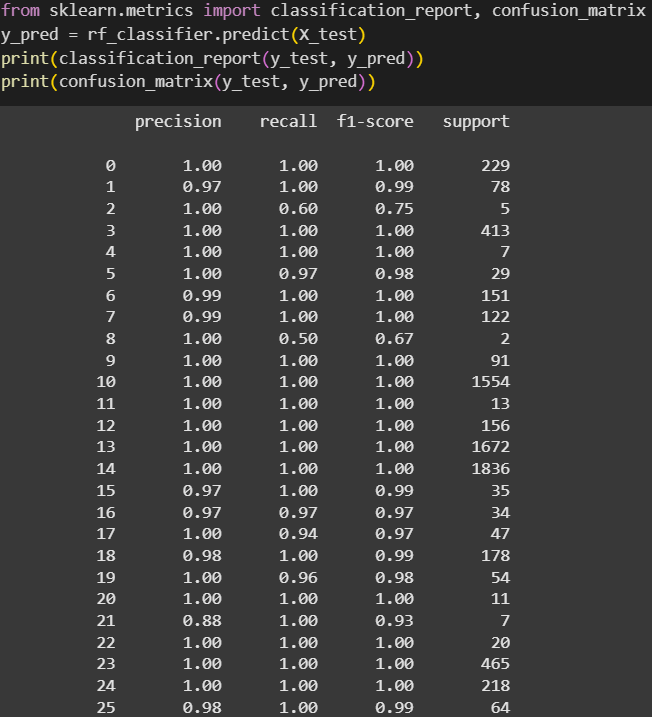 from sklearn.metrics import classification_report, confusion_matrix
y_pred = rf_classifier.predict(X_test)
print(classification_report(y_test, y_pred))
print(confusion_matrix(y_test, y_pred))
precision recall f1-score support
0 1.00 1.00 1.00 229
1 0.97 1.00 0.99 78
2 1.00 0.60 0.75 5
3 1.00 1.00 1.00 413
4 1.00 1.00 1.00 7
5 1.00 0.97 0.98 29
6 0.99 1.00 1.00 151
7 0.99 1.00 1.00 122
8 1.00 0.50 0.67 2
9 1.00 1.00 1.00 91
10 1.00 1.00 1.00 1554
11 1.00 1.00 1.00 13
12 1.00 1.00 1.00 156
13 1.00 1.00 1.00 1672
14 1.00 1.00 1.00 1836
15 0.97 1.00 0.99 35
16 0.97 0.97 0.97 34
17 1.00 0.94 0.97 47
18 0.98 1.00 0.99 178
19 1.00 0.96 0.98 54
20 1.00 1.00 1.00 11
21 0.88 1.00 0.93 7
22 1.00 1.00 1.00 20
23 1.00 1.00 1.00 465
24 1.00 1.00 1.00 218
25 0.98 1.00 0.99 64